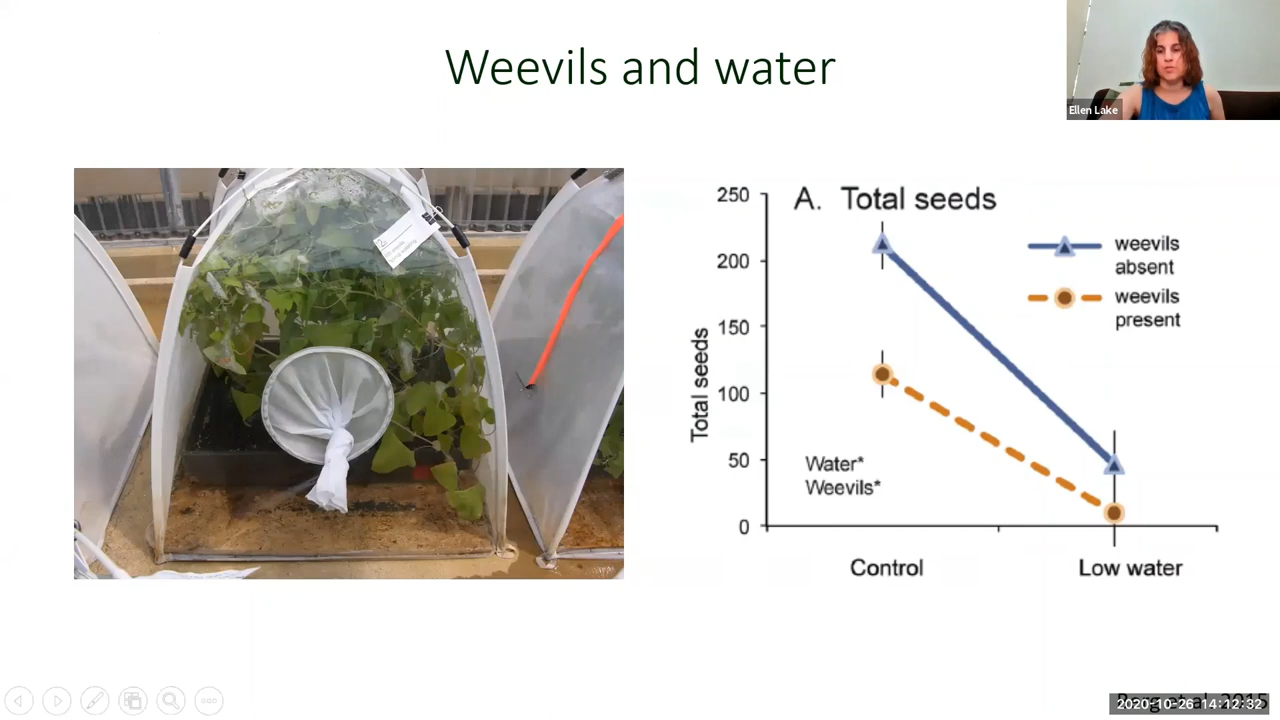 Weevils and water
Ellen Lake
A. Total seeds
250
200
150
100
50
0
Total seeds
weevils
absent
weevils
present
Water*
Weevils*
Control
Low water
2020-10-26 14:12:32